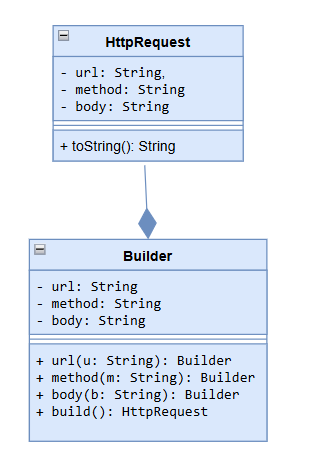 HttpRequest
- url: String,
- method: String
- body: String
+ toString(): String
Builder
- url: String
- method: String
- body: String
+ url(u: String): Builder
+ method(m: String): Builder
+ body(b: String): Builder
+ build(): HttpRequest